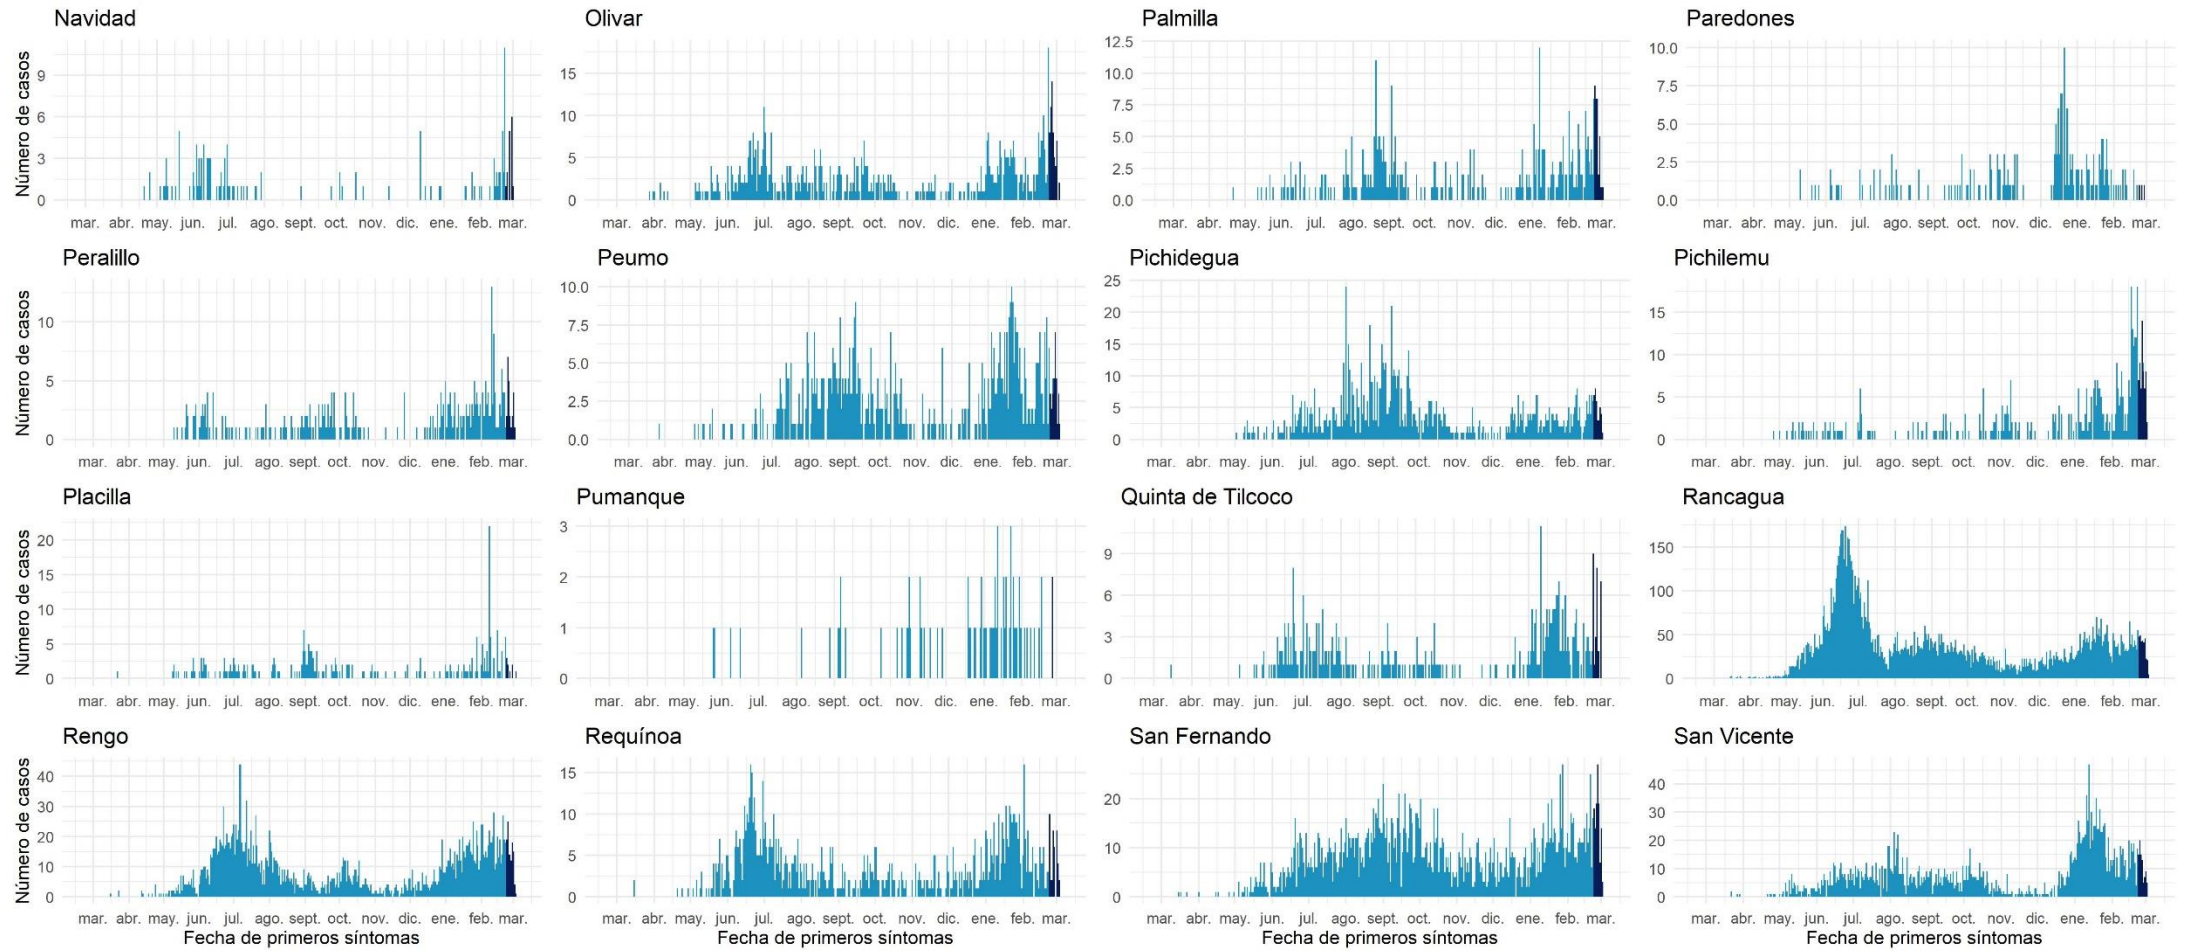 Navidad
Olivar
Palmilla
Paredones
Número de casos
9
6
3
0
15
10
5
0
12.5
10.0
7.5
5.0
2.5
0.0
10.0
7.5
5.0
2.5
0.0
mar. abr. may. jun. jul. ago. sept. oct. nov. dic. ene. feb. mar.
mar. abr. may. jun. jul. ago. sept. oct. nov. dic. ene. feb. mar.
mar. abr. may. jun. jul. ago. sept. oct. nov. dic. ene. feb. mar.
mar. abr. may. jun. jul. ago. sept. oct. nov. dic. ene. feb. mar.
Peralillo
Peumo
Pichidegua
Pichilemu
Número de casos
10
5
0
10.0
7.5
5.0
2.5
0.0
25
20
15
10
5
0
15
10
5
0
mar. abr. may. jun. jul. ago. sept. oct. nov. dic. ene. feb. mar.
mar. abr. may. jun. jul. ago. sept. oct. nov. dic. ene. feb. mar.
mar. abr. may. jun. jul. ago. sept. oct. nov. dic. ene. feb. mar.
mar. abr. may. jun. jul. ago. sept. oct. nov. dic. ene. feb. mar.
Placilla
Pumanque
Quinta de Tilcoco
Rancagua
Número de casos
20
15
10
5
0
3
2
1
0
9
6
3
0
150
100
50
0
mar. abr. may. jun. jul. ago. sept. oct. nov. dic. ene. feb. mar.
mar. abr. may. jun. jul. ago. sept. oct. nov. dic. ene. feb. mar.
mar. abr. may. jun. jul. ago. sept. oct. nov. dic. ene. feb. mar.
mar. abr. may. jun. jul. ago. sept. oct. nov. dic. ene. feb. mar.
Rengo
Requínoa
San Fernando
San Vicente
Número de casos
40
30
20
10
0
15
10
5
0
20
10
0
40
30
20
10
0
mar. abr. may. jun. jul. ago. sept. oct. nov. dic. ene. feb. mar.
mar. abr. may. jun. jul. ago. sept. oct. nov. dic. ene. feb. mar.
mar. abr. may. jun. jul. ago. sept. oct. nov. dic. ene. feb. mar.
mar. abr. may. jun. jul. ago. sept. oct. nov. dic. ene. feb. mar.
Fecha de primeros síntomas
Fecha de primeros síntomas
Fecha de primeros síntomas
Fecha de primeros síntomas